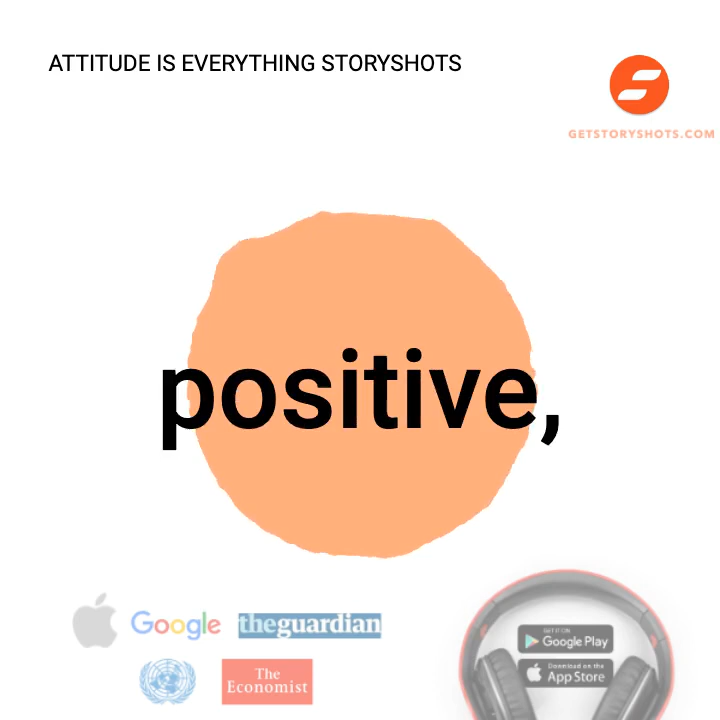 ATTITUDE IS EVERYTHING STORYSHOTS
GETSTORYSHOTS.COM
positive,
Google
theguardian
The
Economist
GET IT ON
Google Play
Download on the
App Store